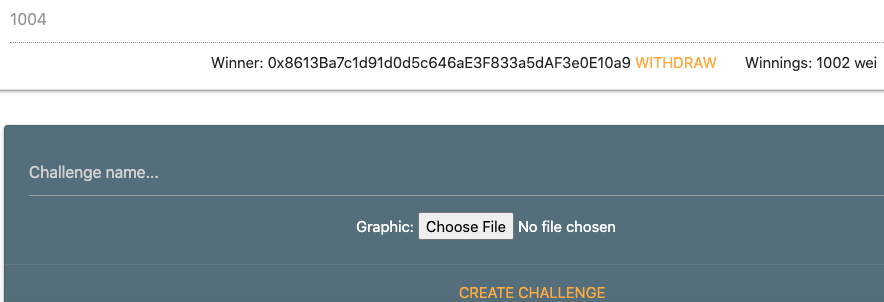 1004
Winner: 0x8613Ba7c1d91d0d5c646aE3F833a5dAF3e0E10a9 WITHDRAW Winnings: 1002 wei
Challenge name...
Graphic: Choose File No file chosen
CREATE CHALLENGE